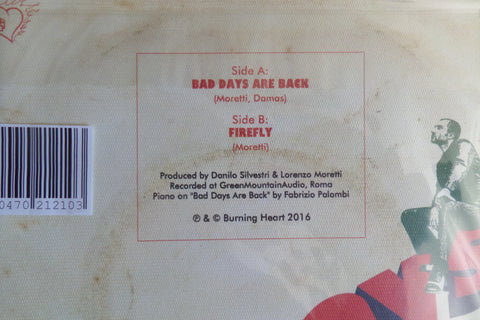 Side A:
BAD DAYS ARE BACK
(Moretti, Damas)
Side B:
FIREFLY
(Moretti)
Produced by Danilo Silvestri & Lorenzo Moretti
Recorded at GreenMountainAudio, Roma
Piano on "Bad Days Are Back" by Fabrizio Palombi
℗ & © Burning Heart 2016
0470 212103